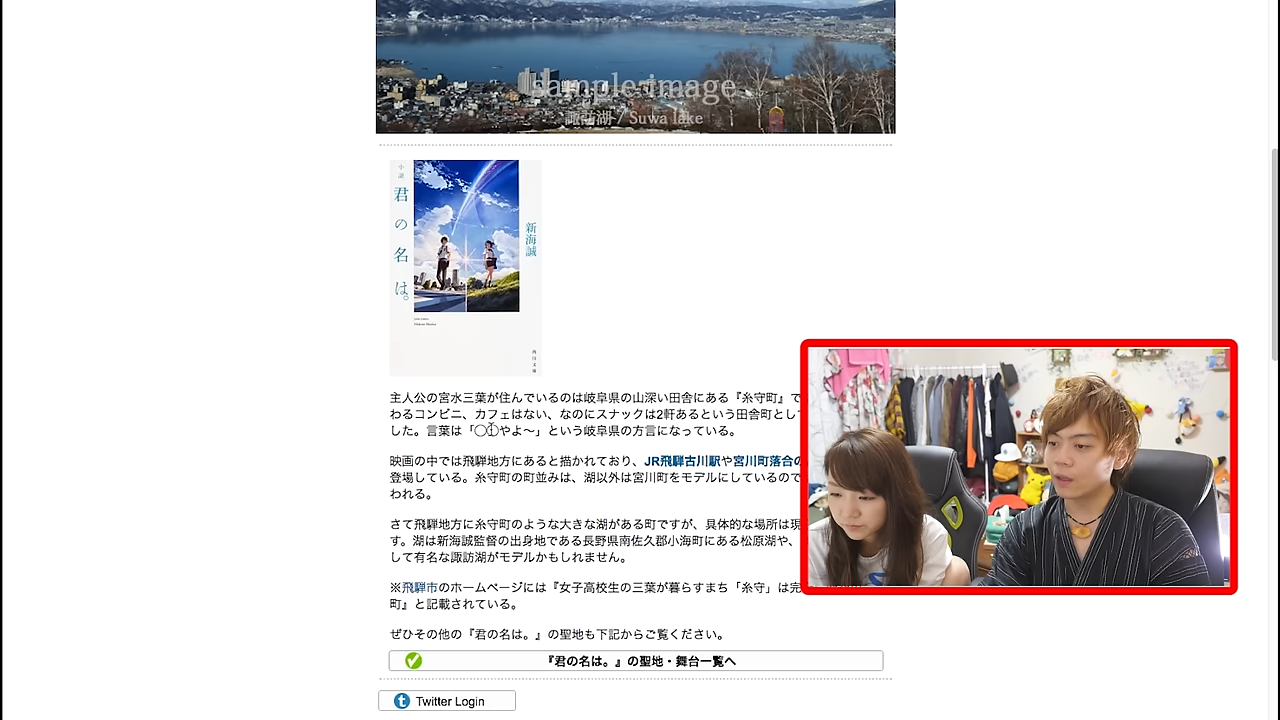 sample image
諏訪湖 / Suwa lake
小説
君の名は。
新海誠
角川文庫
主人公の宮水三葉が住んでいるのは岐阜県の山深い田舎にある『糸守町』で
わるコンビニ、カフェはない、なのにスナックは2軒あるという田舎町とし
した。言葉は「◯◯やよ〜」という岐阜県の方言になっている。
映画の中では飛騨地方にあると描かれており、JR飛騨古川駅や宮川町落合の
登場している。糸守町の町並みは、湖以外は宮川町をモデルにしているので
われる。
さて飛騨地方に糸守町のような大きな湖がある町ですが、具体的な場所は現
す。湖は新海誠監督の出身地である長野県南佐久郡小海町にある松原湖や、
して有名な諏訪湖がモデルかもしれません。
※飛騨市のホームページには『女子高校生の三葉が暮らすまち「糸守」は完
町』と記載されている。
ぜひその他の『君の名は。』の聖地も下記からご覧ください。
『君の名は。』の聖地・舞台一覧へ
Twitter Login